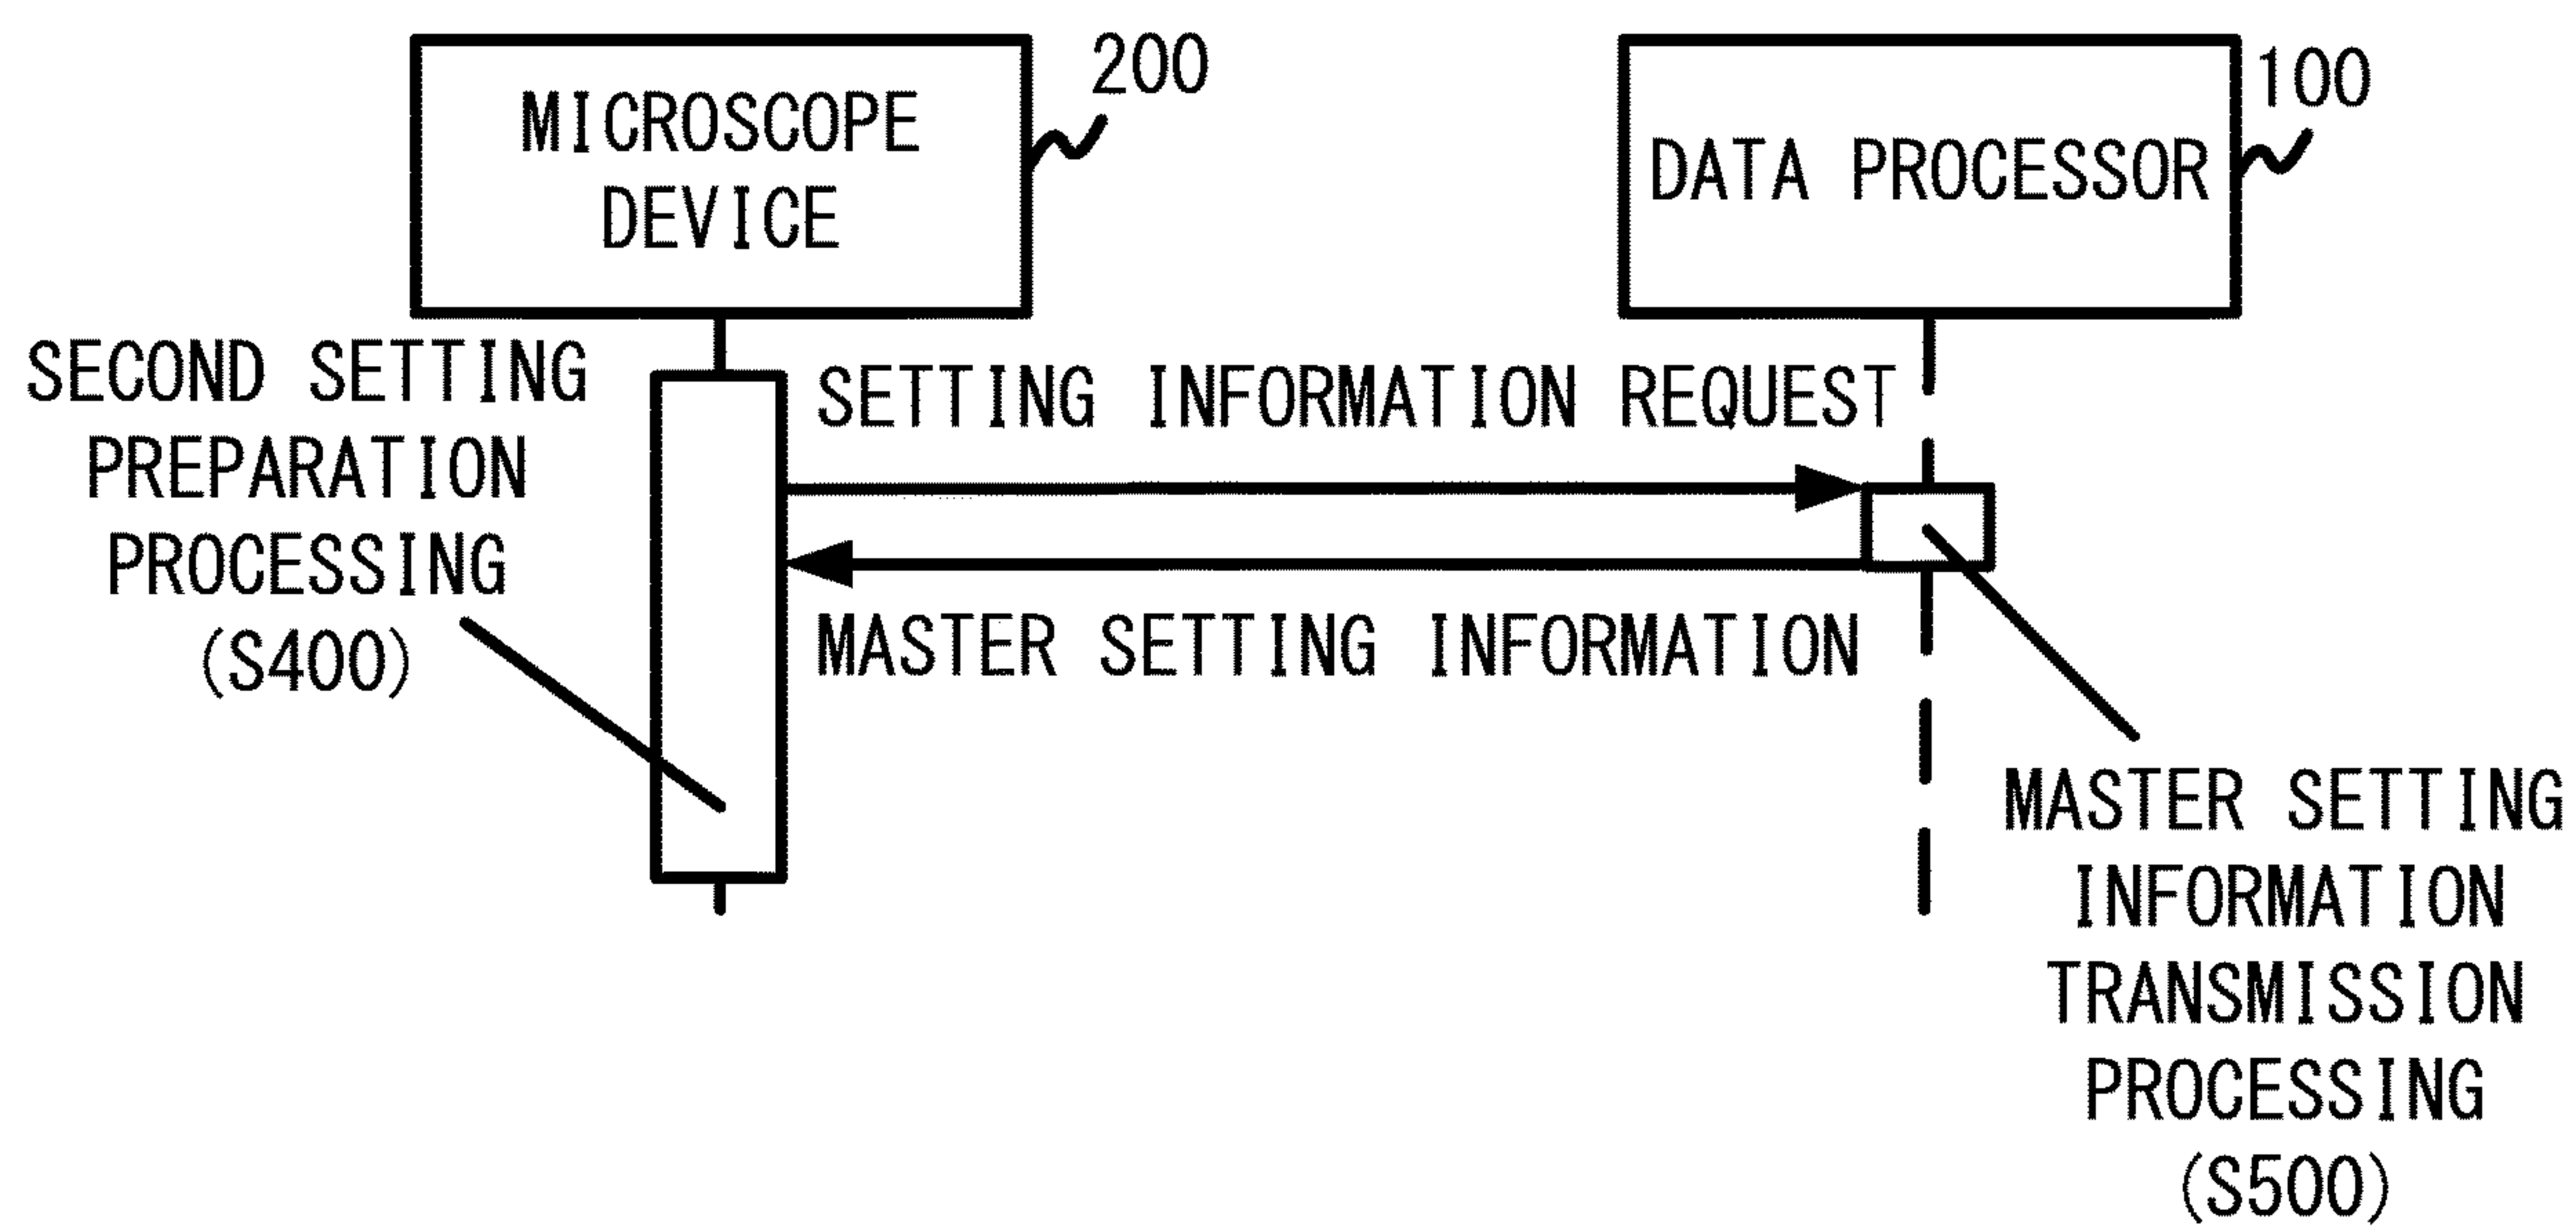 MICROSCOPE
DEVICE
200
DATA PROCESSOR
100
SECOND SETTING
PREPARATION
PROCESSING
(S400)
SETTING INFORMATION REQUEST
MASTER SETTING INFORMATION
MASTER SETTING
INFORMATION
TRANSMISSION
PROCESSING
(S500)